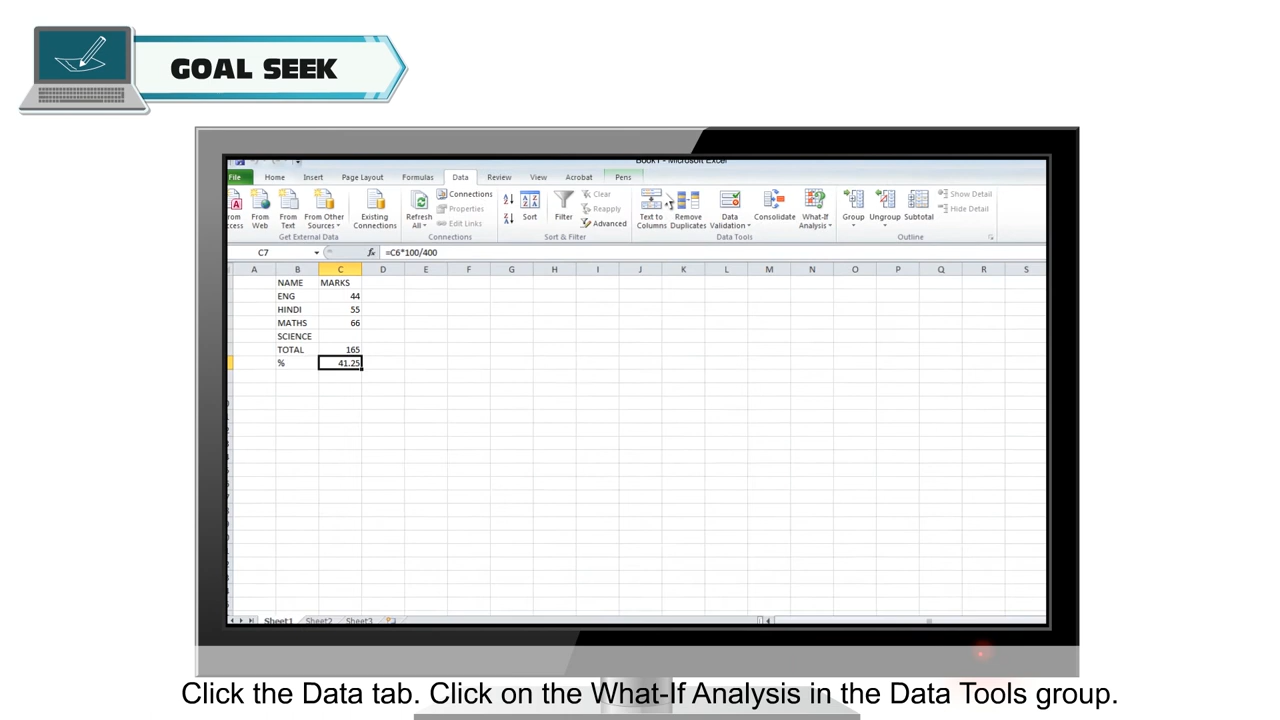 GOAL SEEK
Book1 - Microsoft Excel
File Home Insert Page Layout Formulas Data Review View Acrobat Pens
From Web
From Text
From Other Sources
Get External Data
Existing Connections
Refresh All
Connections
Properties
Edit Links
Connections
Sort
Filter
Clear
Reapply
Advanced
Sort & Filter
Text to Columns
Remove Duplicates
Data Validation
Consolidate
What-If Analysis
Data Tools
Group
Ungroup
Subtotal
Show Detail
Hide Detail
Outline
C7 fx =C6*100/400
A B C D E F G H I J K L M N O P Q R S
NAME MARKS
ENG 44
HINDI 55
MATHS 66
SCIENCE
TOTAL 165
% 41.25
Sheet1 Sheet2 Sheet3
Click the Data tab. Click on the What-If Analysis in the Data Tools group.